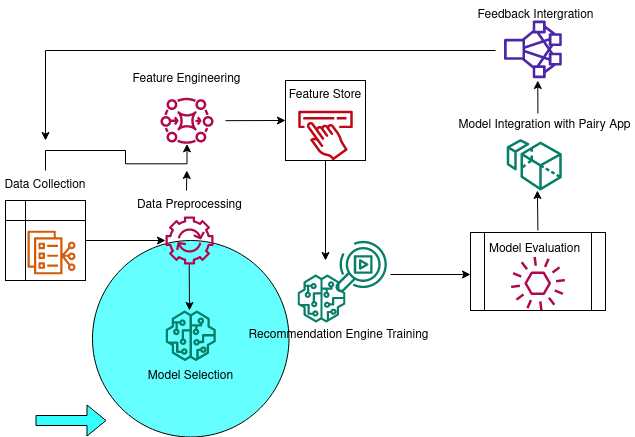 Feedback Intergration
Feature Engineering
Feature Store
Model Integration with Pairy App
Data Collection
Data Preprocessing
Model Evaluation
Recommendation Engine Training
Model Selection